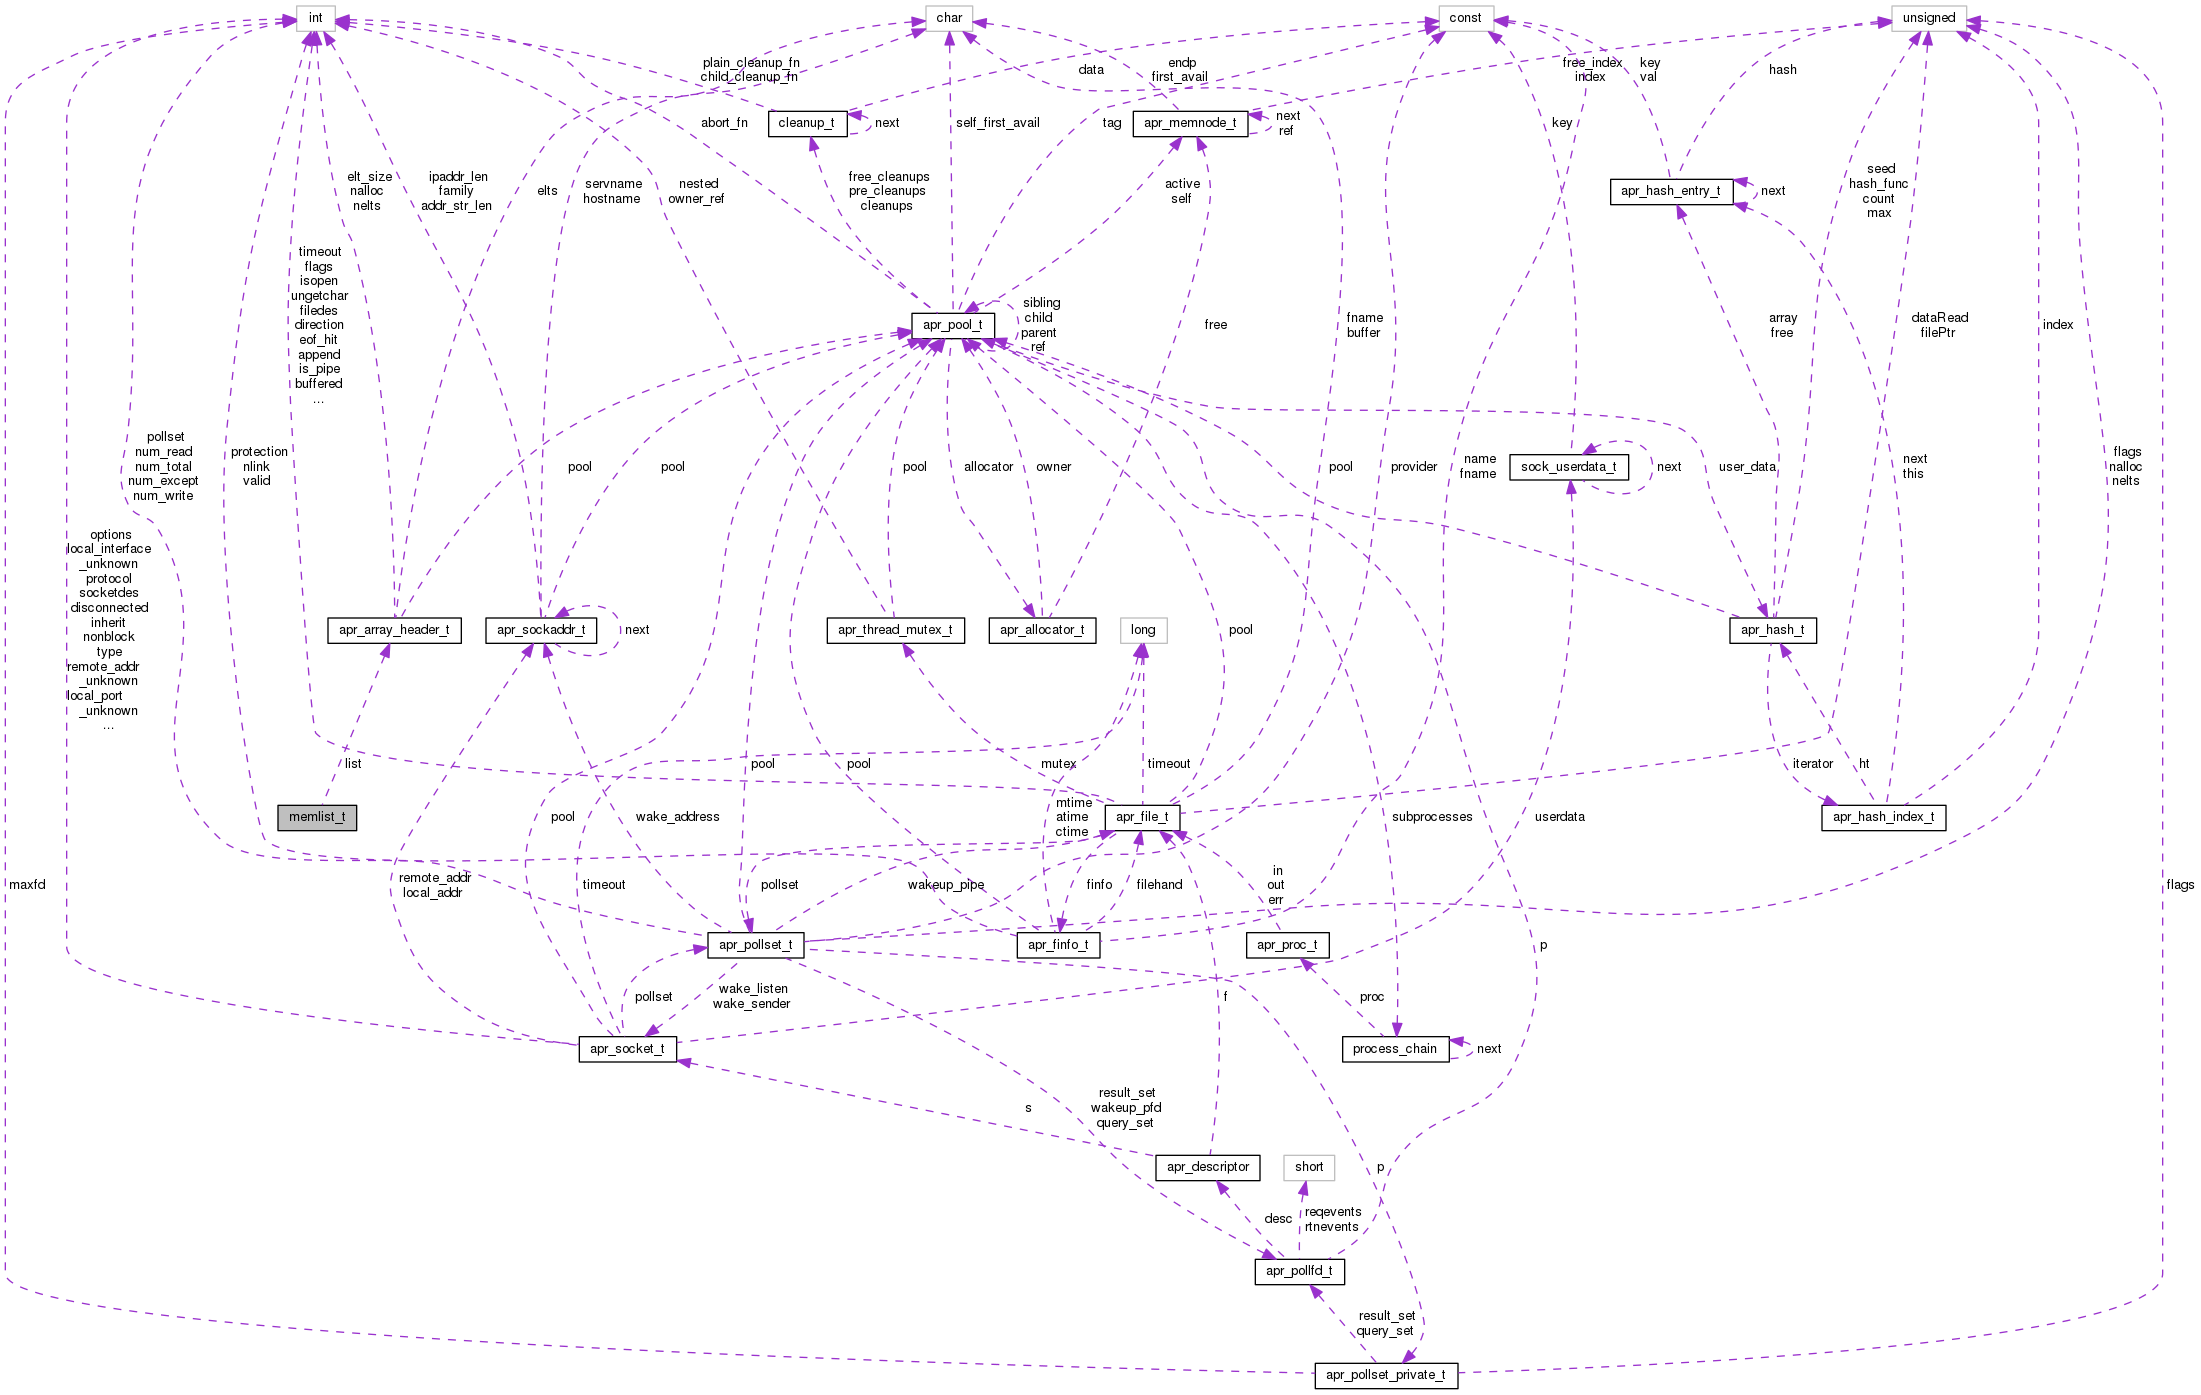 int
char
const
unsigned
plain_cleanup_fn
child_cleanup_fn
data
endp
first_avail
free_index
index
key
val
hash
cleanup_t
next
apr_memnode_t
next
ref
abort_fn
self_first_avail
tag
key
elt_size
nalloc
nelts
ipaddr_len
family
addr_str_len
elts
servname
hostname
nested
owner_ref
free_cleanups
pre_cleanups
cleanups
active
self
apr_hash_entry_t
next
seed
hash_func
count
max
timeout
flags
isopen
ungetchar
filedes
direction
eof_hit
append
is_pipe
buffered
...
apr_pool_t
sibling
child
parent
ref
free
fname
buffer
array
free
dataRead
filePtr
index
pollset
num_read
num_total
num_except
num_write
protection
nlink
valid
pool
pool
pool
allocator
owner
pool
provider
name
fname
sock_userdata_t
next
user_data
next
this
flags
nalloc
nelts
options
local_interface
_unknown
protocol
socketdes
disconnected
inherit
nonblock
type
remote_addr
_unknown
local_port
_unknown
...
apr_array_header_t
apr_sockaddr_t
next
apr_thread_mutex_t
apr_allocator_t
long
pool
apr_hash_t
list
pool
pool
mutex
timeout
iterator
ht
memlist_t
pool
wake_address
mtime
atime
ctime
apr_file_t
subprocesses
userdata
apr_hash_index_t
maxfd
remote_addr
local_addr
timeout
pollset
wakeup_pipe
finfo
filehand
in
out
err
flags
apr_pollset_t
apr_finfo_t
apr_proc_t
p
pollset
wake_listen
wake_sender
f
proc
apr_socket_t
process_chain
next
s
result_set
wakeup_pfd
query_set
apr_descriptor
short
p
desc
reqevents
rtnevents
apr_pollfd_t
result_set
query_set
apr_pollset_private_t